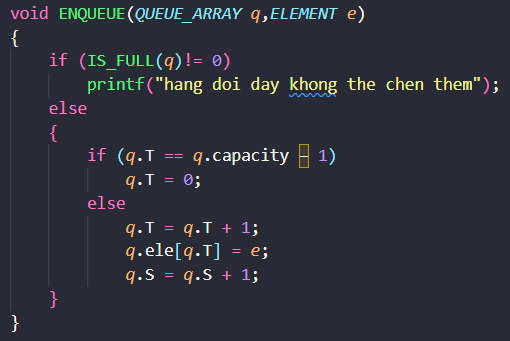 void ENQUEUE(QUEUE_ARRAY q,ELEMENT e)
{
    if (IS_FULL(q)!= 0)
        printf("hang doi day khong the chen them");
    else
    {
        if (q.T == q.capacity – 1)
            q.T = 0;
        else
            q.T = q.T + 1;
            q.ele[q.T] = e;
            q.S = q.S + 1;
    }
}